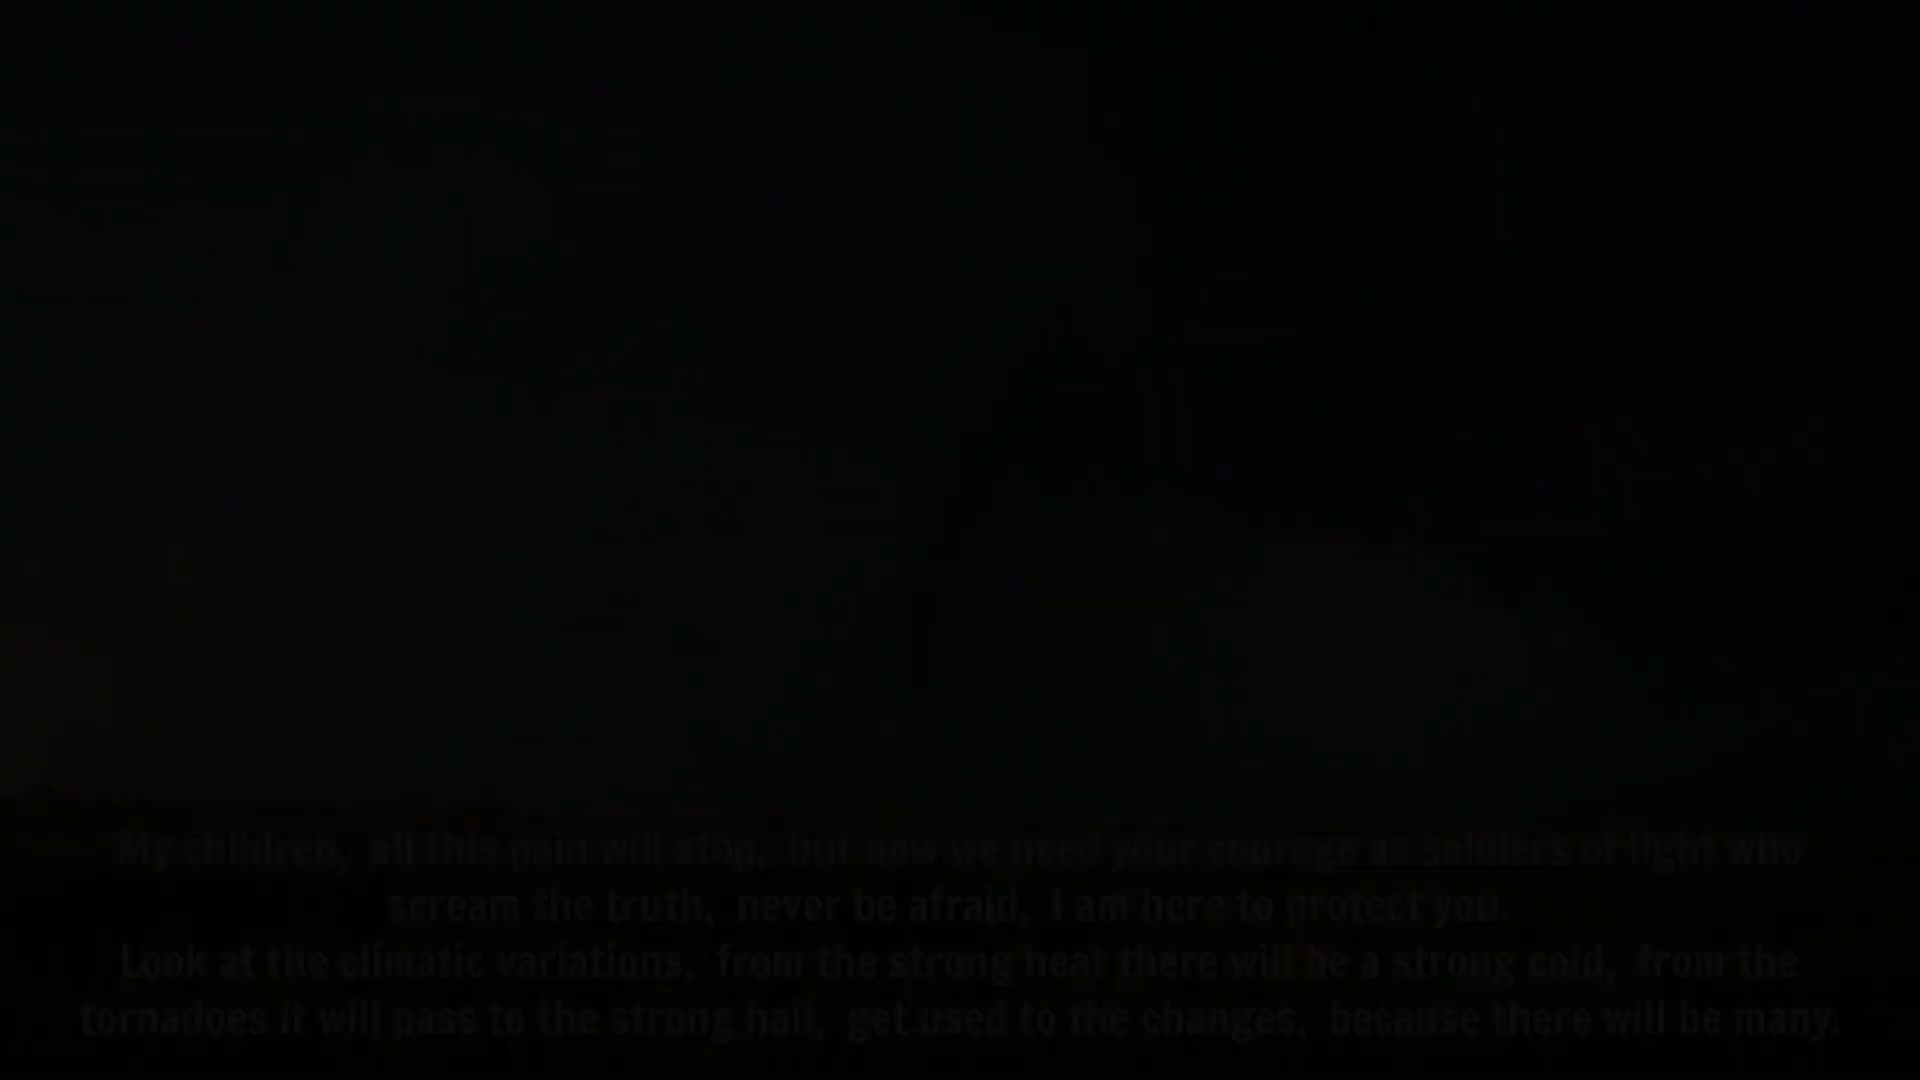 My children, all this pain will stop, but now we need your courage as soldiers of light who
scream the truth, never be afraid, I am here to protect you.
Look at the climatic variations, from the strong heat there will be a strong cold, from the
tornadoes it will pass to the strong hail, get used to the changes, because there will be many.